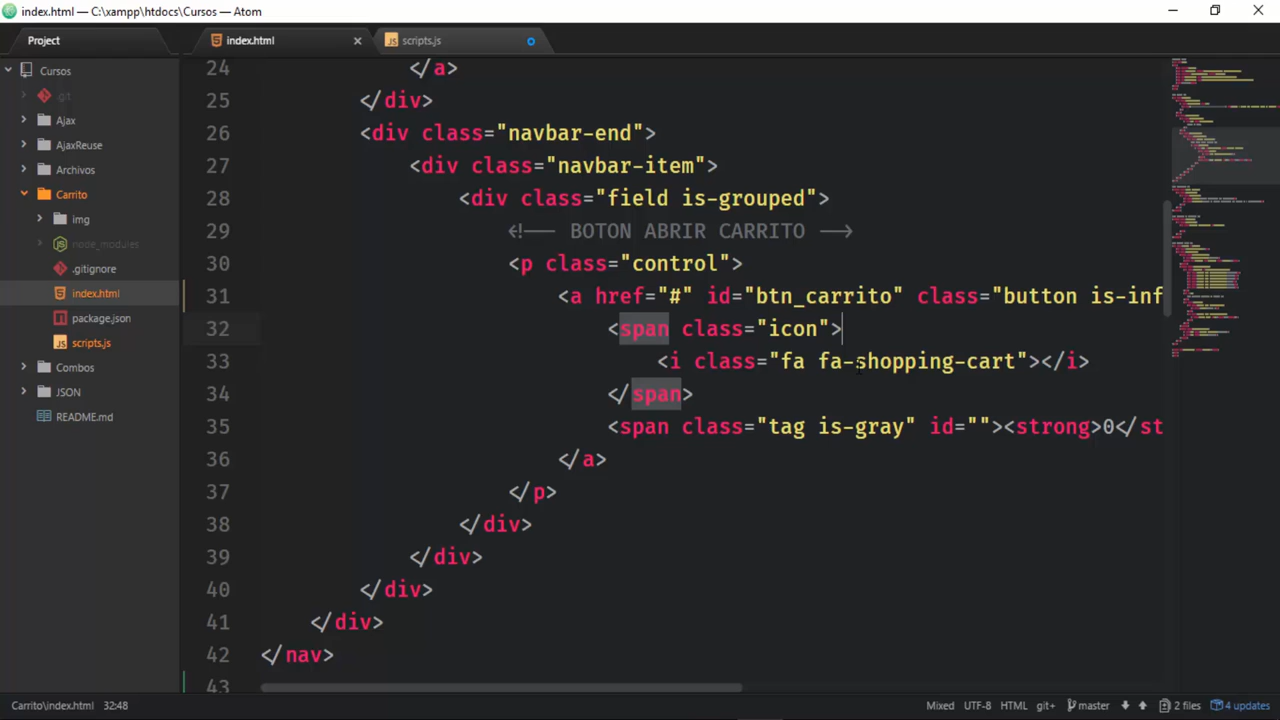 index.html — C:\xampp\htdocs\Cursos — Atom
Project
index.html
scripts.js
Cursos
.git
Ajax
AjaxReuse
Archivos
Carrito
img
node_modules
.gitignore
index.html
package.json
scripts.js
Combos
JSON
README.md
24 </a>
25 </div>
26 <div class="navbar-end">
27 <div class="navbar-item">
28 <div class="field is-grouped">
29 <!-- BOTON ABRIR CARRITO -->
30 <p class="control">
31 <a href="#" id="btn_carrito" class="button is-inf
32 <span class="icon">
33 <i class="fa fa-shopping-cart"></i>
34 </span>
35 <span class="tag is-gray" id=""><strong>0</st
36 </a>
37 </p>
38 </div>
39 </div>
40 </div>
41 </div>
42 </nav>
43
Carrito\index.html 32:48
Mixed UTF-8 HTML git+ master 2 files 4 updates